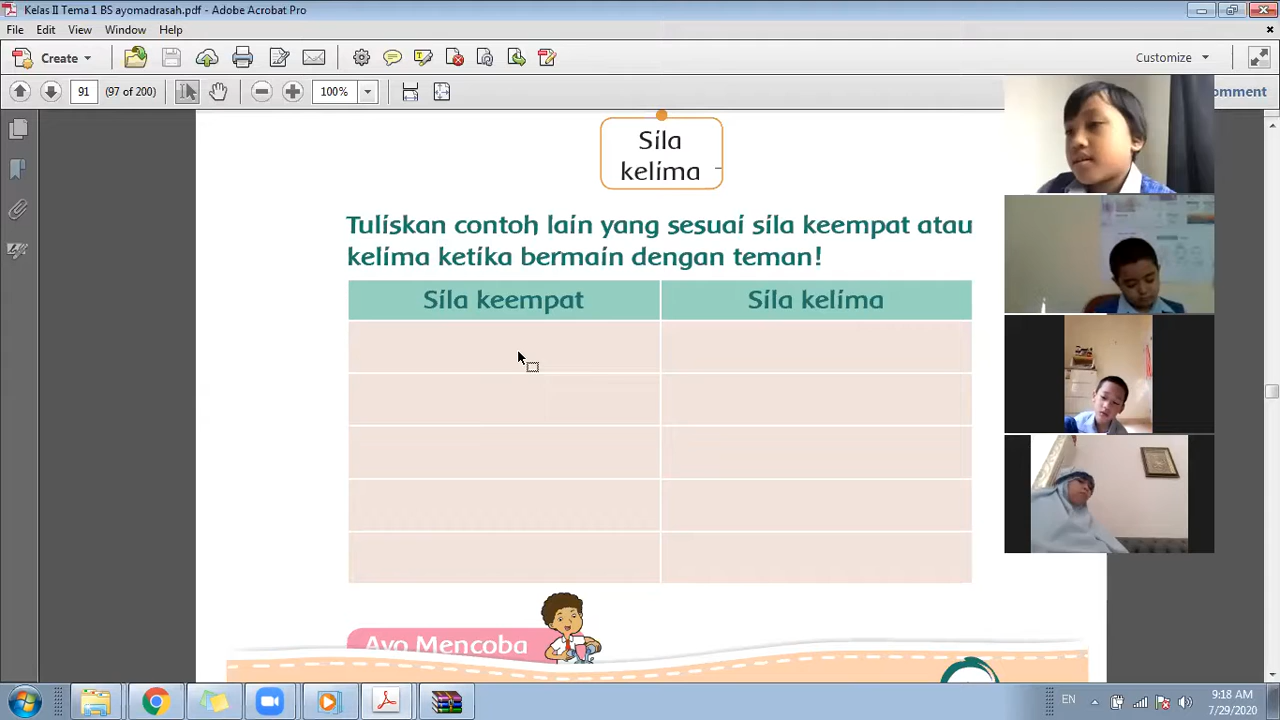 Kelas II Tema 1 BS ayomadrasah.pdf - Adobe Acrobat Pro
File Edit View Window Help
Create
Customize
91 (97 of 200) 100% omment
Sila
kelima
Tuliskan contoh lain yang sesuai sila keempat atau
kelima ketika bermain dengan teman!
Sila keempat Sila kelima
Ayo Mencoba
EN
9:18 AM
7/29/2020